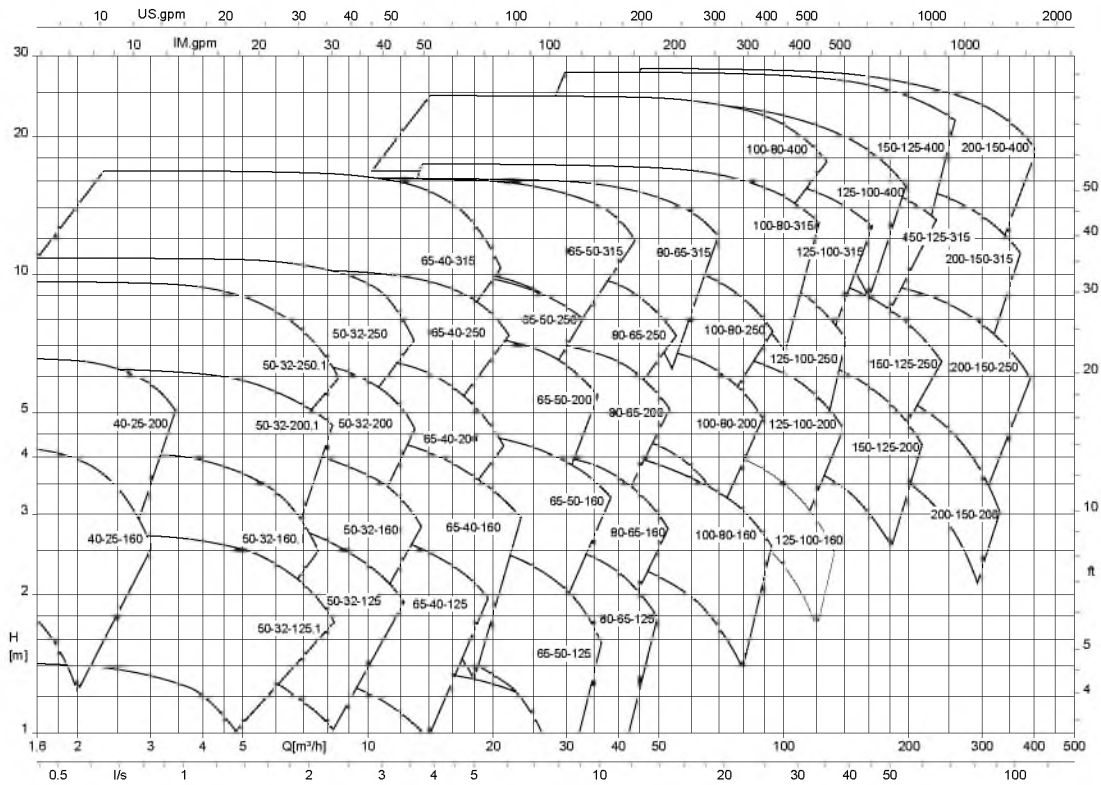 10 US.gpm 20 30 40 50 100 200 300 400 500 1000 2000
10 IM.gpm 20 30 40 50 100 200 300 400 500 1000
30
20
100-80-400 150-125-400 200-150-400
125-100-400 50
100-80-315 40
65-40-315 65-50-315 80-65-315 125-100-315 150-125-315
200-150-315
10
30
65-50-250
50-32-250 65-40-250 80-65-250 100-80-250
50-32-250.1 125-100-250 150-125-250 200-150-250
20
65-50-200
5
40-25-200 50-32-200.1 50-32-200 80-65-200 100-80-200 125-100-200
65-40-200 150-125-200
4
65-50-160 10
3 200-150-200
40-25-160 50-32-160. 50-32-160 65-40-160 80-65-160 100-80-160 125-100-160
ft
2
50-32-125 65-40-125
50-32-125.1 80-65-125
H
[m]
65-50-125 5
4
1
1.6 2 3 4 5 Q[m³/h] 10 20 30 40 50 100 200 300 400 500
0.5 l/s 1 2 3 4 5 10 20 30 40 50 100